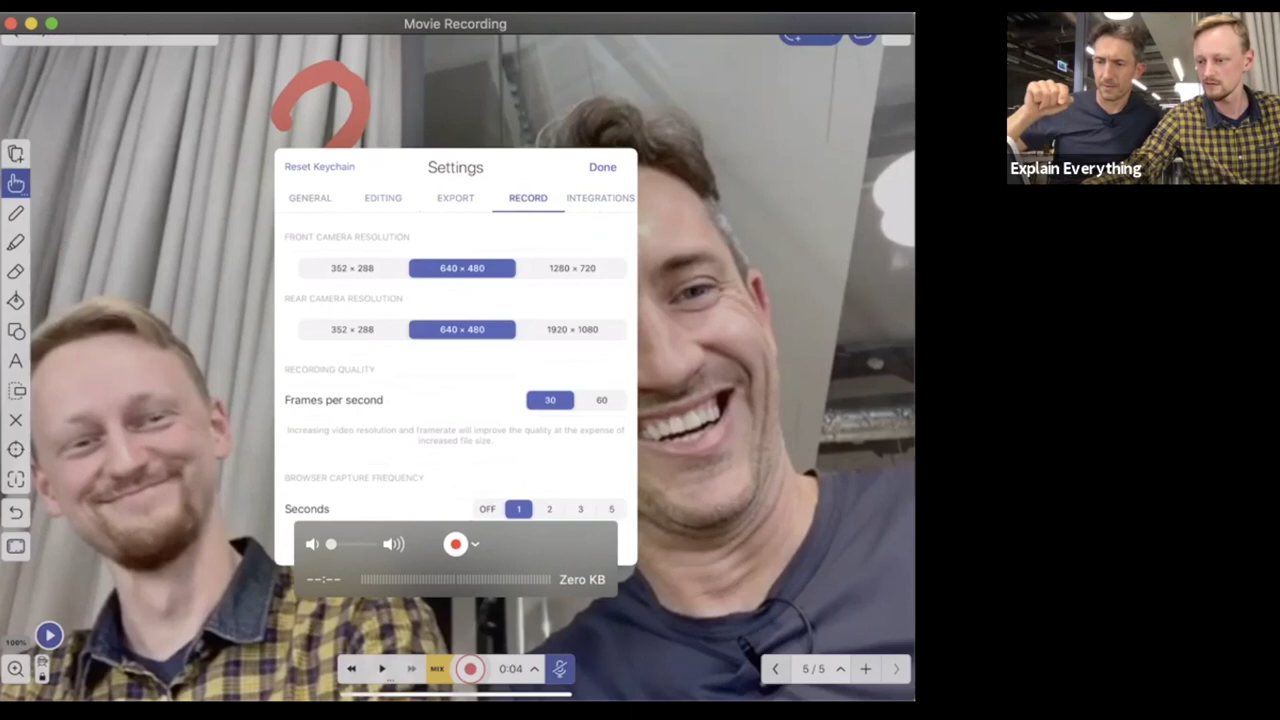 Movie Recording
Reset Keychain
Settings
Done
GENERAL
EDITING
EXPORT
RECORD
INTEGRATIONS
FRONT CAMERA RESOLUTION
352 × 288
640 × 480
1280 × 720
REAR CAMERA RESOLUTION
352 × 288
640 × 480
1920 × 1080
RECORDING QUALITY
Frames per second
30
60
Increasing video resolution and framerate will improve the quality at the expense of
increased file size.
BROWSER CAPTURE FREQUENCY
Seconds
OFF
1
2
3
5
--:--
Zero KB
100%
MIX
0:04
5 / 5
A
Explain Everything